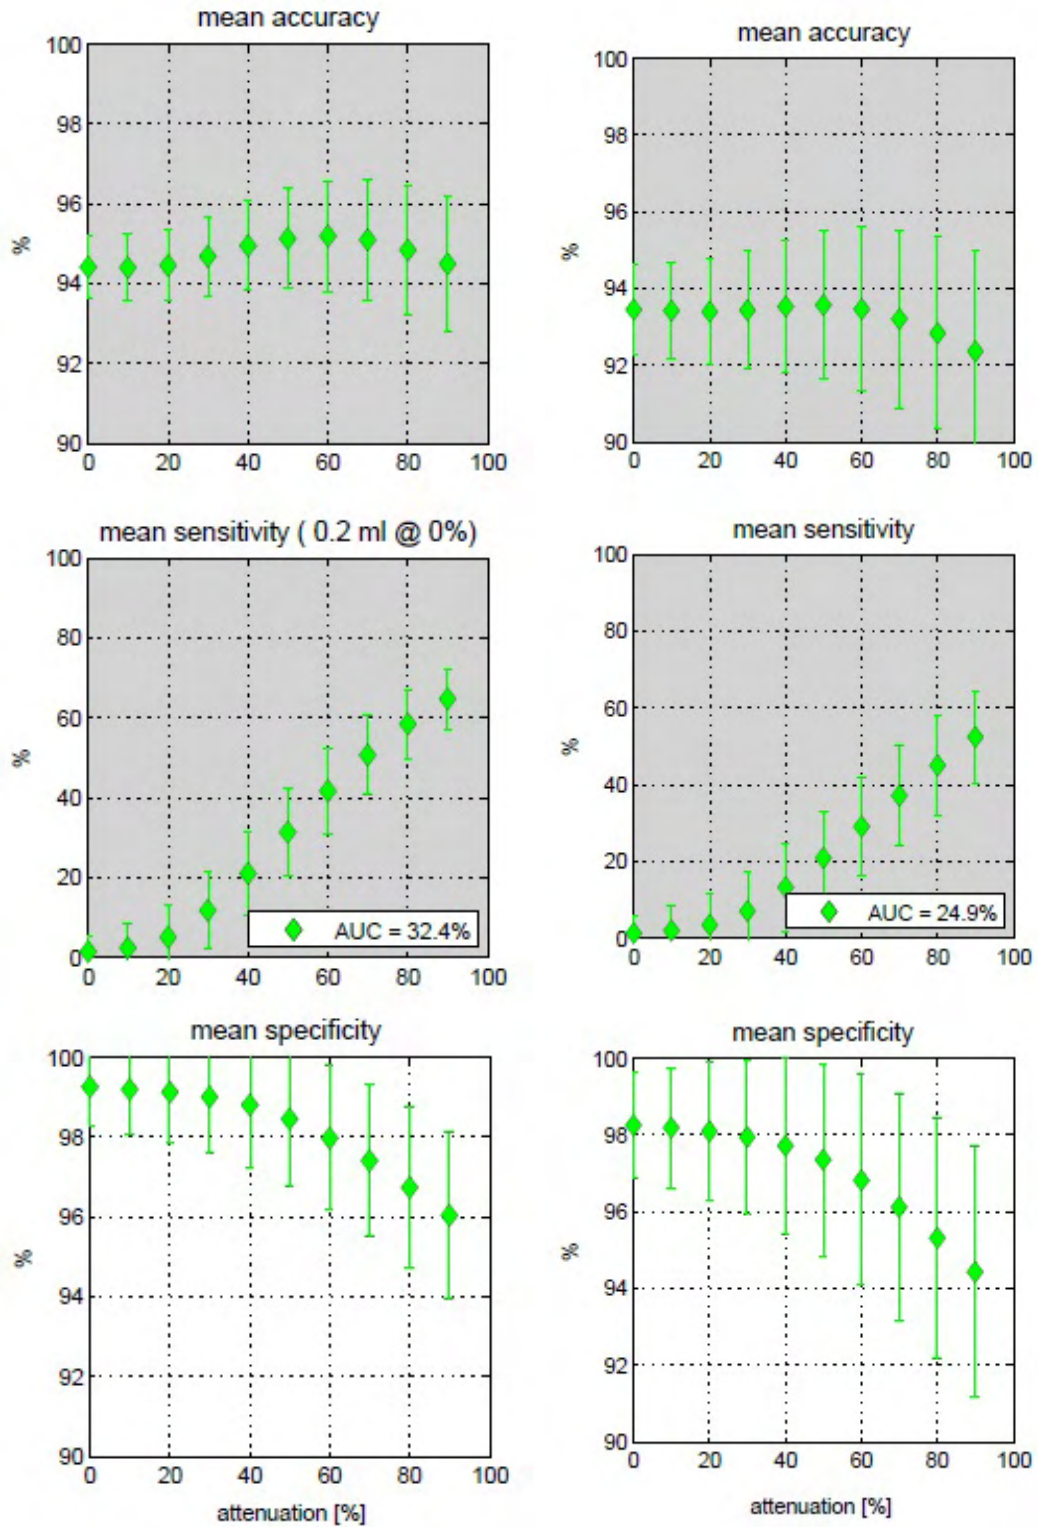 mean accuracy
100
98
96
94
92
90
%
0 20 40 60 80 100
mean accuracy
100
98
96
94
92
90
%
0 20 40 60 80 100
mean sensitivity ( 0.2 ml @ 0%)
100
80
60
40
20
0
%
AUC = 32.4%
0 20 40 60 80 100
mean sensitivity
100
80
60
40
20
0
%
AUC = 24.9%
0 20 40 60 80 100
mean specificity
100
98
96
94
92
90
%
0 20 40 60 80 100
attenuation [%]
mean specificity
100
98
96
94
92
90
%
0 20 40 60 80 100
attenuation [%]